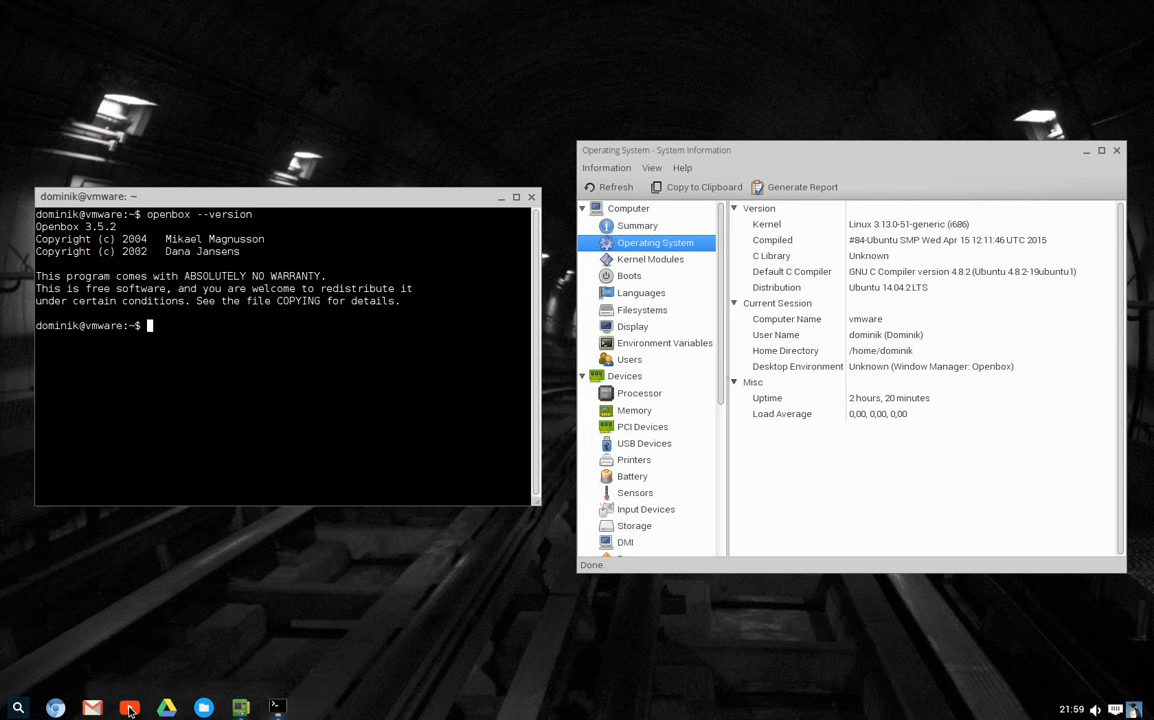 dominik@vmware: ~
dominik@vmware:~$ openbox --version
Openbox 3.5.2
Copyright (c) 2004   Mikael Magnusson
Copyright (c) 2002   Dana Jansens
This program comes with ABSOLUTELY NO WARRANTY.
This is free software, and you are welcome to redistribute it
under certain conditions. See the file COPYING for details.
dominik@vmware:~$
Operating System - System Information
Information View Help
Refresh Copy to Clipboard Generate Report
Computer
Summary
Operating System
Kernel Modules
Boots
Languages
Filesystems
Display
Environment Variables
Users
Devices
Processor
Memory
PCI Devices
USB Devices
Printers
Battery
Sensors
Input Devices
Storage
DMI
Version
Kernel Linux 3.13.0-51-generic (i686)
Compiled #84-Ubuntu SMP Wed Apr 15 12:11:46 UTC 2015
C Library Unknown
Default C Compiler GNU C Compiler version 4.8.2 (Ubuntu 4.8.2-19ubuntu1)
Distribution Ubuntu 14.04.2 LTS
Current Session
Computer Name vmware
User Name dominik (Dominik)
Home Directory /home/dominik
Desktop Environment Unknown (Window Manager: Openbox)
Misc
Uptime 2 hours, 20 minutes
Load Average 0,00, 0,00, 0,00
Done.
21:59